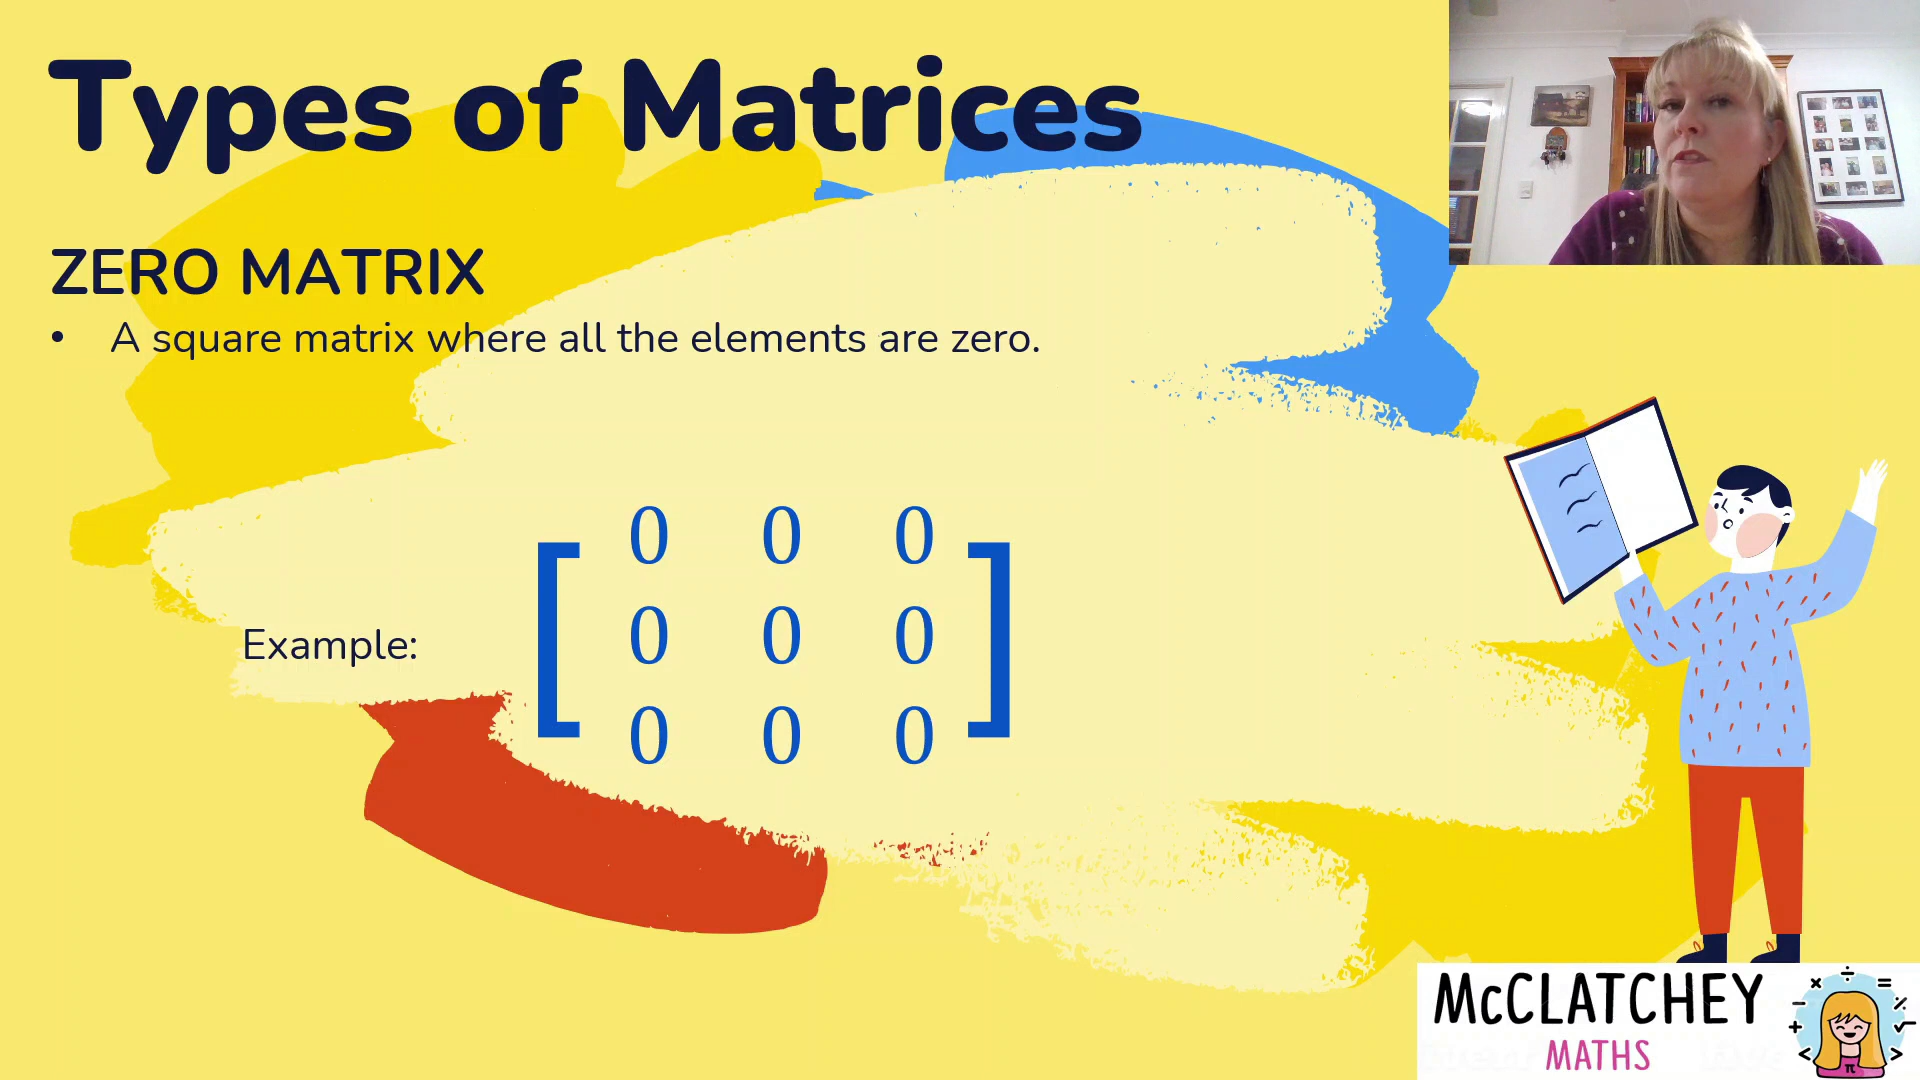 Types of Matrices
ZERO MATRIX
• A square matrix where all the elements are zero.
0 0 0
0 0 0
Example:
0 0 0
McCLATCHEY
MATHS